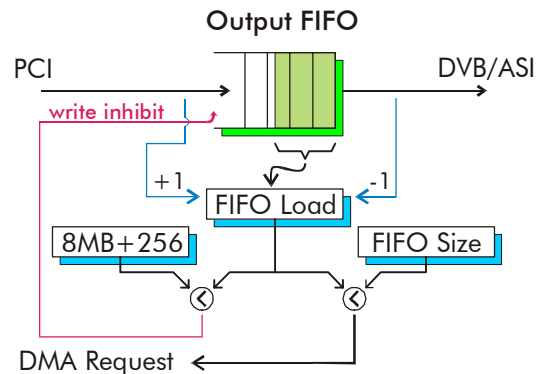 Output FIFO
PCI
DVB/ASI
write inhibit
+1
-1
FIFO Load
8MB+256
FIFO Size
<
<
DMA Request